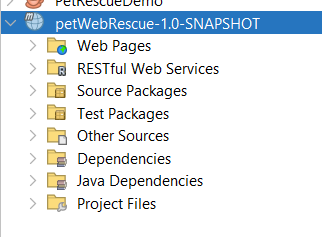 PetRescueDemo
petWebRescue-1.0-SNAPSHOT
Web Pages
RESTful Web Services
Source Packages
Test Packages
Other Sources
Dependencies
Java Dependencies
Project Files